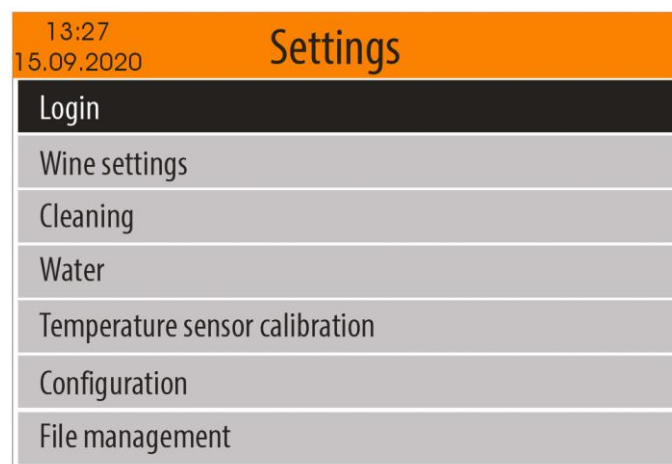 13:27
15.09.2020
Settings
Login
Wine settings
Cleaning
Water
Temperature sensor calibration
Configuration
File management